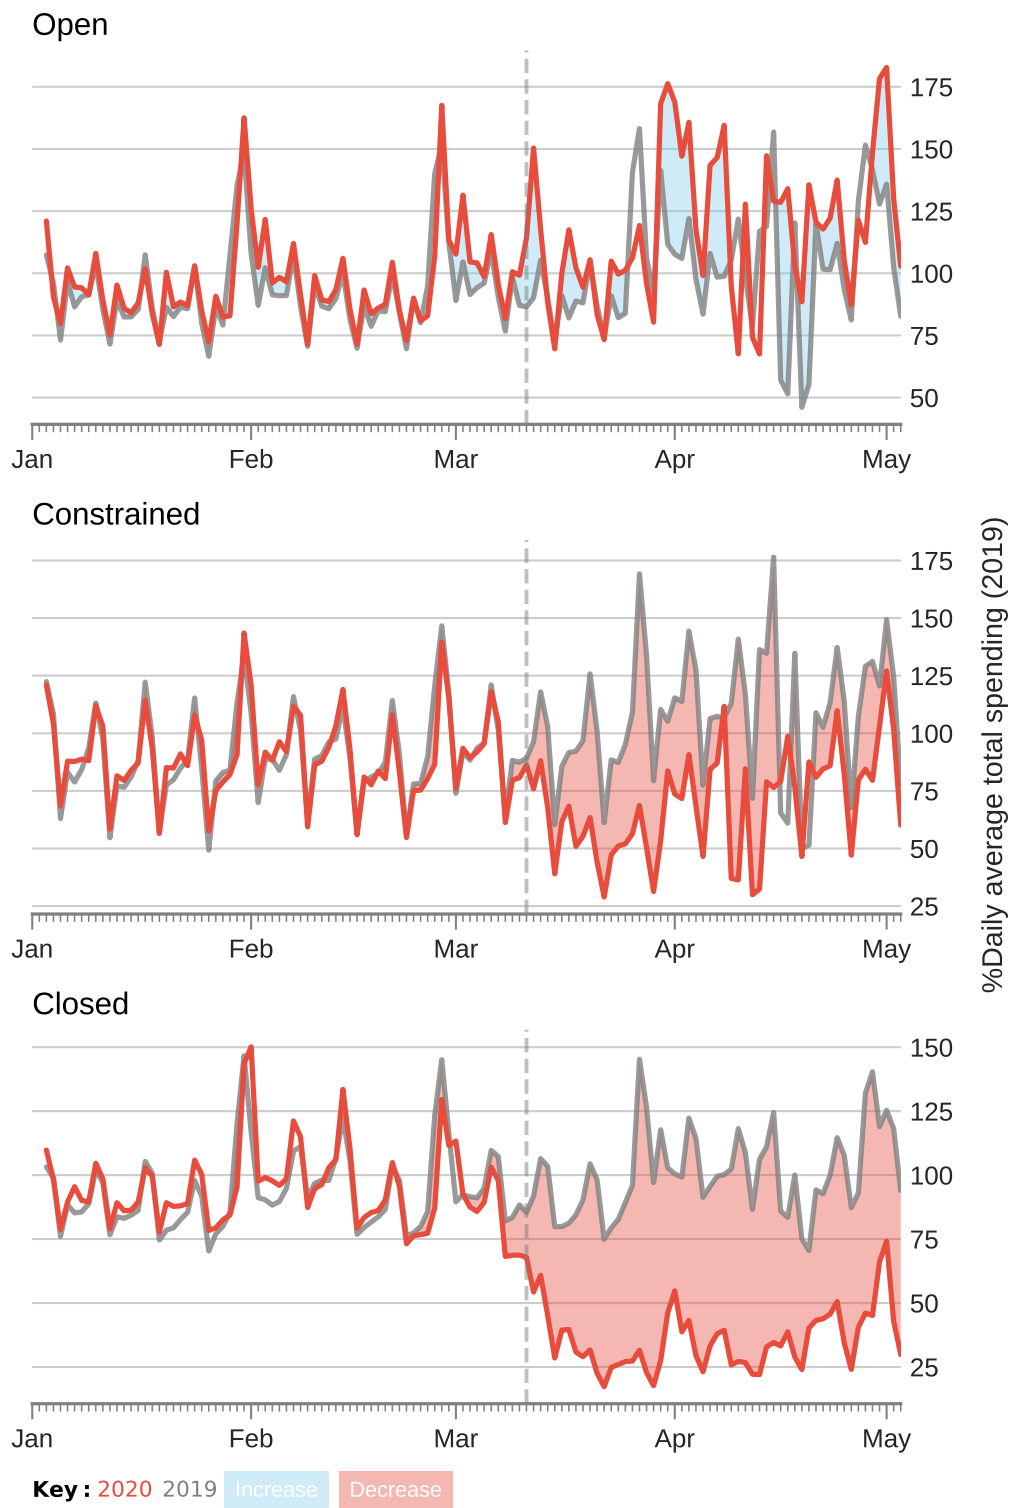 Open
175
150
125
100
75
50
Jan Feb Mar Apr May
Constrained
175
150
125
100
75
50
25
Jan Feb Mar Apr May
%Daily average total spending (2019)
Closed
150
125
100
75
50
25
Jan Feb Mar Apr May
Key: 2020 2019 Increase Decrease